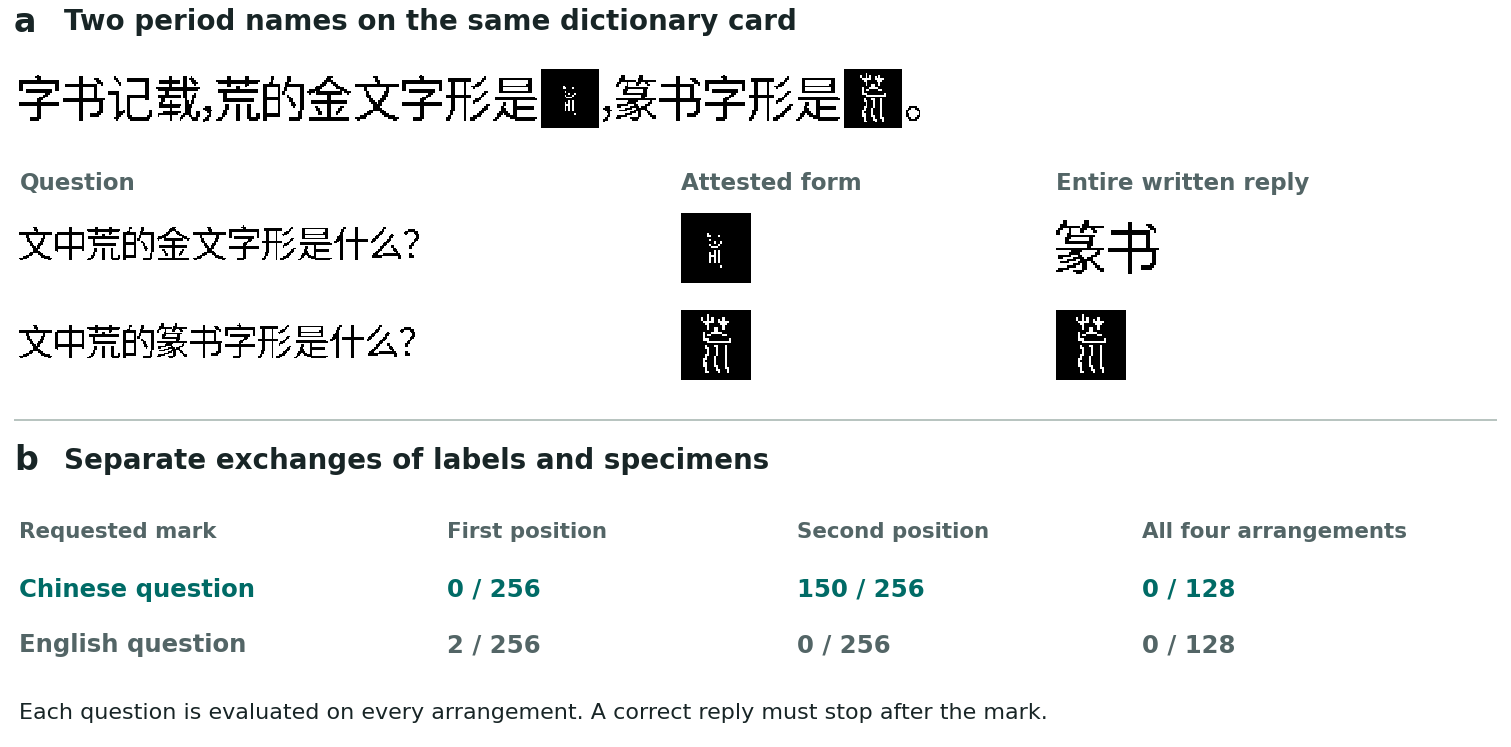 a Two period names on the same dictionary card
字书记载,荒的金文字形是,篆书字形是。
Question Attested form Entire written reply
文中荒的金文字形是什么? 篆书
文中荒的篆书字形是什么?
b Separate exchanges of labels and specimens
Requested mark First position Second position All four arrangements
Chinese question 0 / 256 150 / 256 0 / 128
English question 2 / 256 0 / 256 0 / 128
Each question is evaluated on every arrangement. A correct reply must stop after the mark.